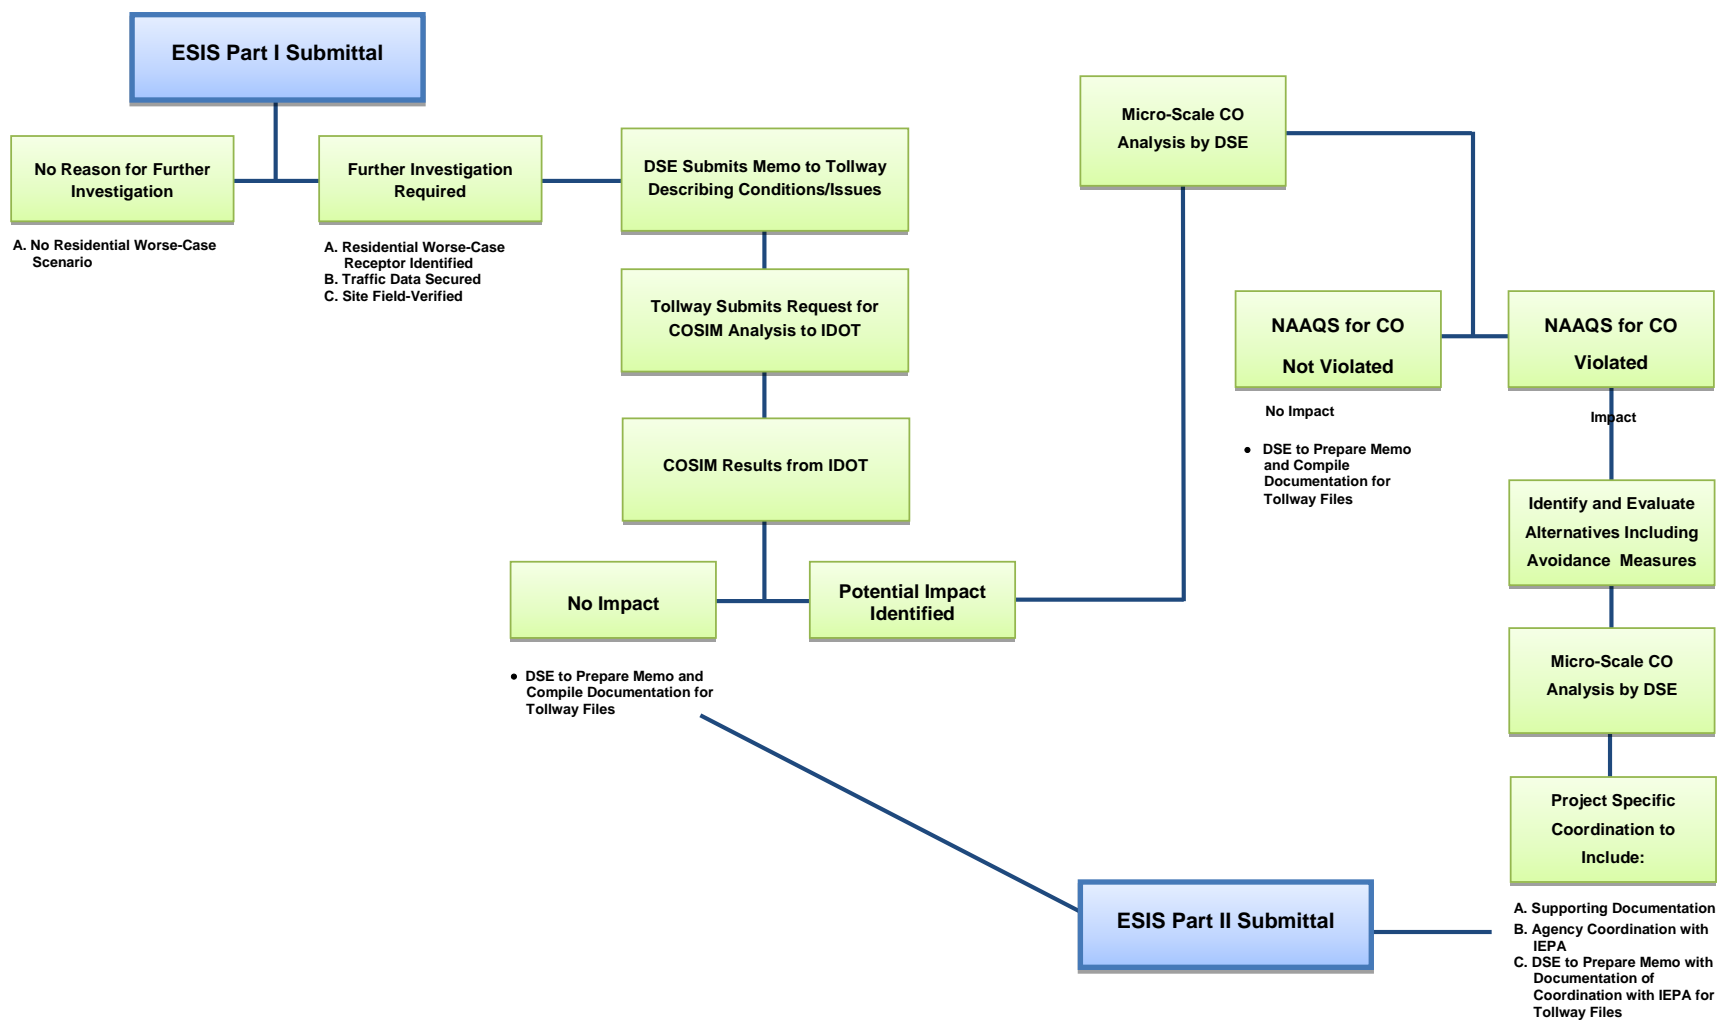 ESIS Part I Submittal
No Reason for Further
Investigation
A. No Residential Worse-Case
Scenario
Further Investigation
Required
A. Residential Worse-Case
Receptor Identified
B. Traffic Data Secured
C. Site Field-Verified
DSE Submits Memo to Tollway
Describing Conditions/Issues
Tollway Submits Request for
COSIM Analysis to IDOT
COSIM Results from IDOT
No Impact
• DSE to Prepare Memo and
Compile Documentation for
Tollway Files
Potential Impact
Identified
Micro-Scale CO
Analysis by DSE
NAAQS for CO
Not Violated
No Impact
• DSE to Prepare Memo
and Compile
Documentation for
Tollway Files
NAAQS for CO
Violated
Impact
Identify and Evaluate
Alternatives Including
Avoidance Measures
Micro-Scale CO
Analysis by DSE
Project Specific
Coordination to
Include:
A. Supporting Documentation
B. Agency Coordination with
IEPA
C. DSE to Prepare Memo with
Documentation of
Coordination with IEPA for
Tollway Files
ESIS Part II Submittal